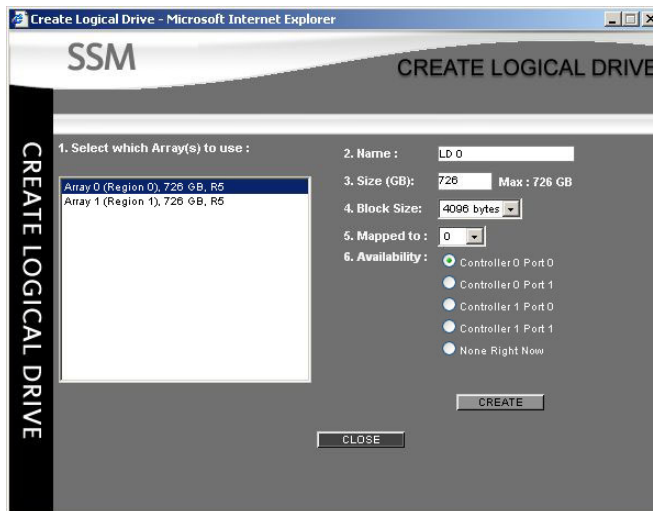 Create Logical Drive - Microsoft Internet Explorer
SSM
CREATE LOGICAL DRIVE
CREATE LOGICAL DRIVE
1. Select which Array(s) to use :
Array 0 (Region 0), 726 GB, R5
Array 1 (Region 1), 726 GB, R5
2. Name :
LD 0
3. Size (GB):
726
Max : 726 GB
4. Block Size:
4096 bytes
5. Mapped to :
0
6. Availability :
Controller 0 Port 0
Controller 0 Port 1
Controller 1 Port 0
Controller 1 Port 1
None Right Now
CREATE
CLOSE